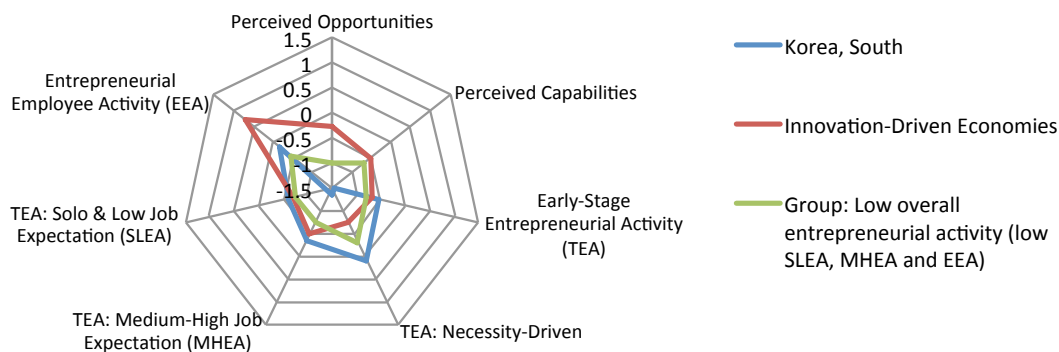 Perceived Opportunities
1.5
1
0.5
0
-0.5
-1
-1.5
Perceived Capabilities
Early-Stage
Entrepreneurial Activity
(TEA)
TEA: Necessity-Driven
TEA: Medium-High Job
Expectation (MHEA)
TEA: Solo & Low Job
Expectation (SLEA)
Entrepreneurial
Employee Activity (EEA)
Korea, South
Innovation-Driven Economies
Group: Low overall
entrepreneurial activity (low
SLEA, MHEA and EEA)